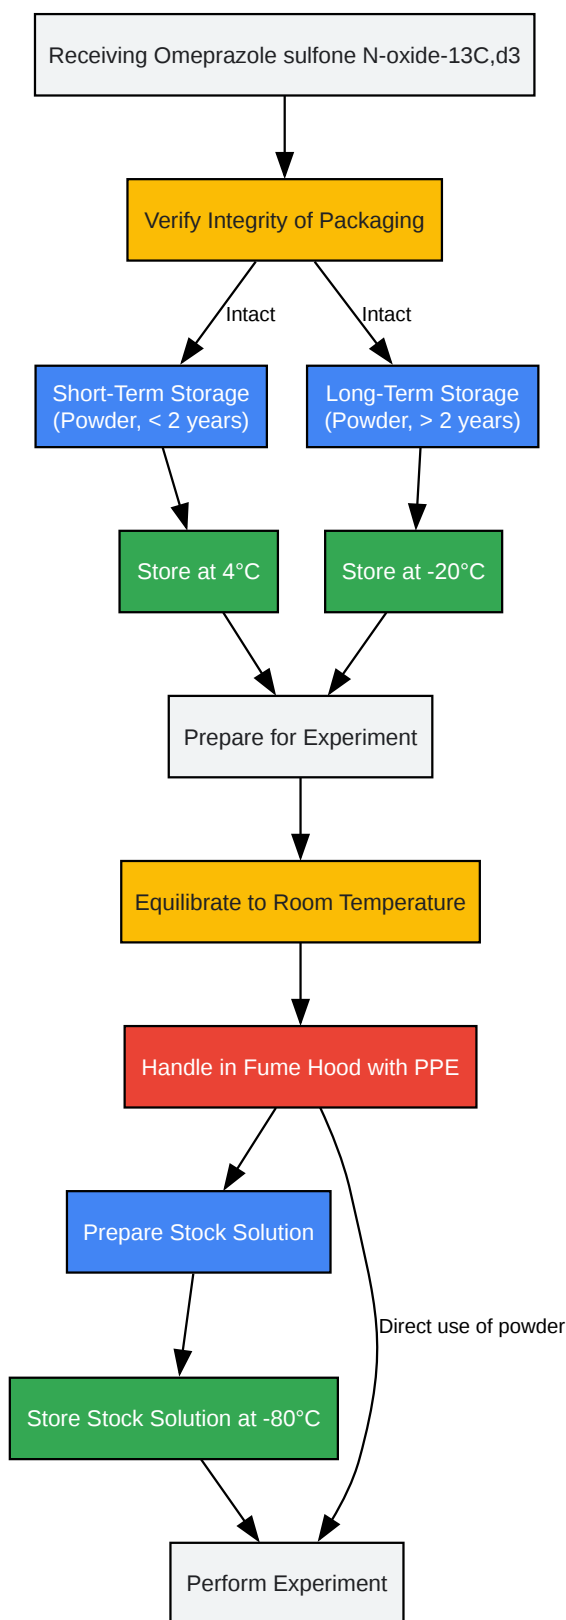 Receiving Omeprazole sulfone N-oxide-13C,d3
Verify Integrity of Packaging
Intact
Intact
Short-Term Storage
(Powder, < 2 years)
Long-Term Storage
(Powder, > 2 years)
Store at 4°C
Store at -20°C
Prepare for Experiment
Equilibrate to Room Temperature
Handle in Fume Hood with PPE
Prepare Stock Solution
Direct use of powder
Store Stock Solution at -80°C
Perform Experiment